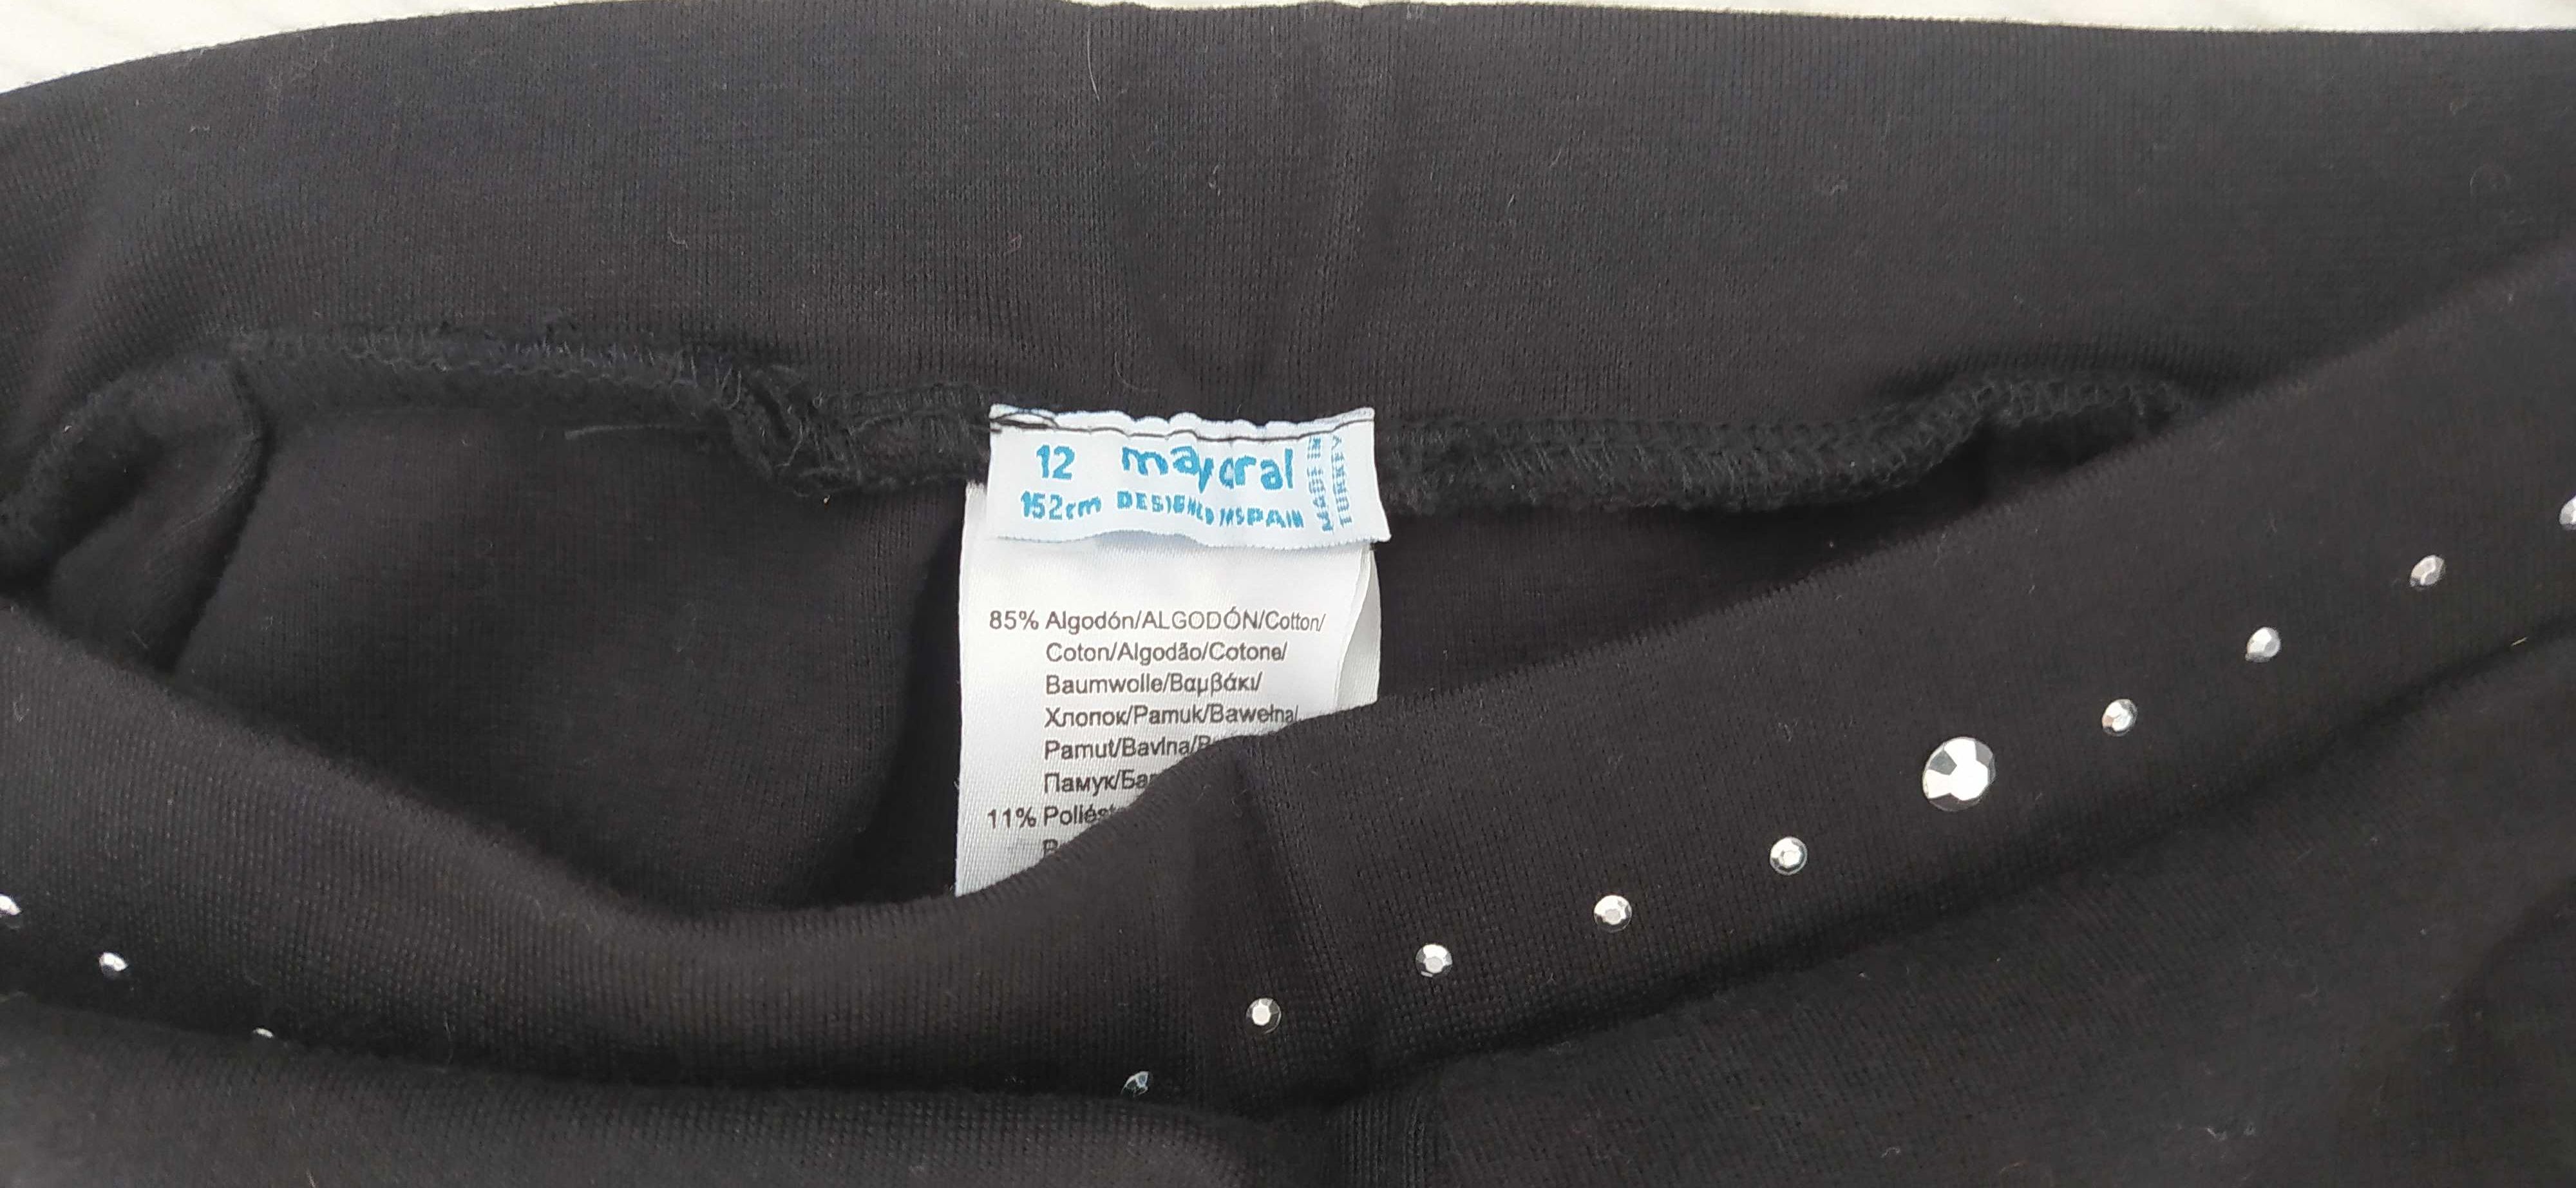 12 mayoral
152cm DESIGNED IN SPAIN
MADE IN
TURKEY
85% Algodón/ALGODÓN/Cotton/
Coton/Algodão/Cotone/
Baumwolle/Βαμβάκι/
Хлопок/Pamuk/Bawełna/
Pamut/Bavlna/
Памук/
11%